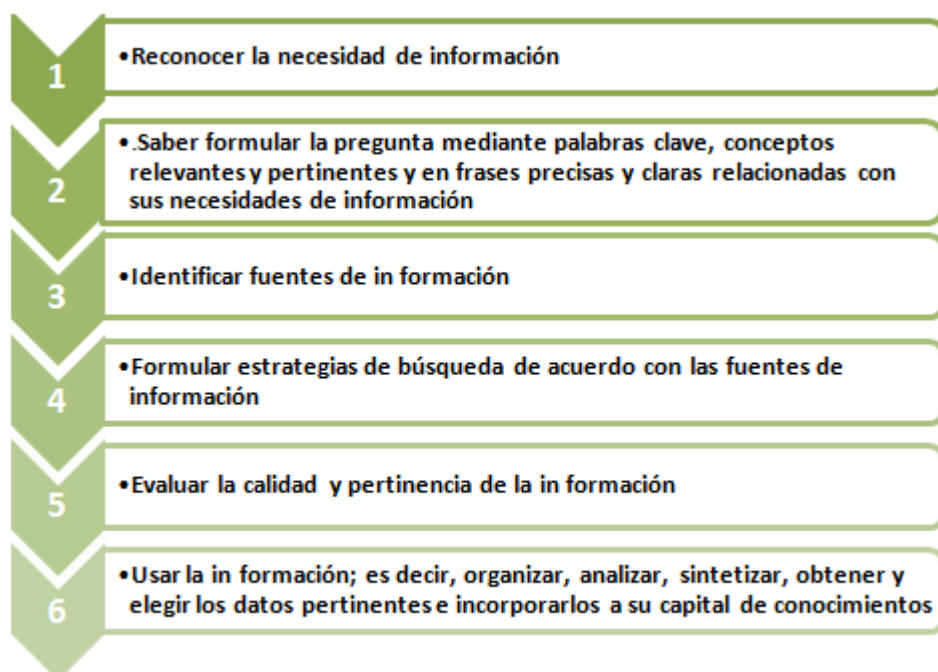 1
•Reconocer la necesidad de información
2
•.Saber formular la pregunta mediante palabras clave, conceptos
relevantes y pertinentes y en frases precisas y claras relacionadas con
sus necesidades de información
3
•Identificar fuentes de in formación
4
•Formular estrategias de búsqueda de acuerdo con las fuentes de
información
5
•Evaluar la calidad y pertinencia de la in formación
6
•Usar la in formación; es decir, organizar, analizar, sintetizar, obtener y
elegir los datos pertinentes e incorporarlos a su capital de conocimientos